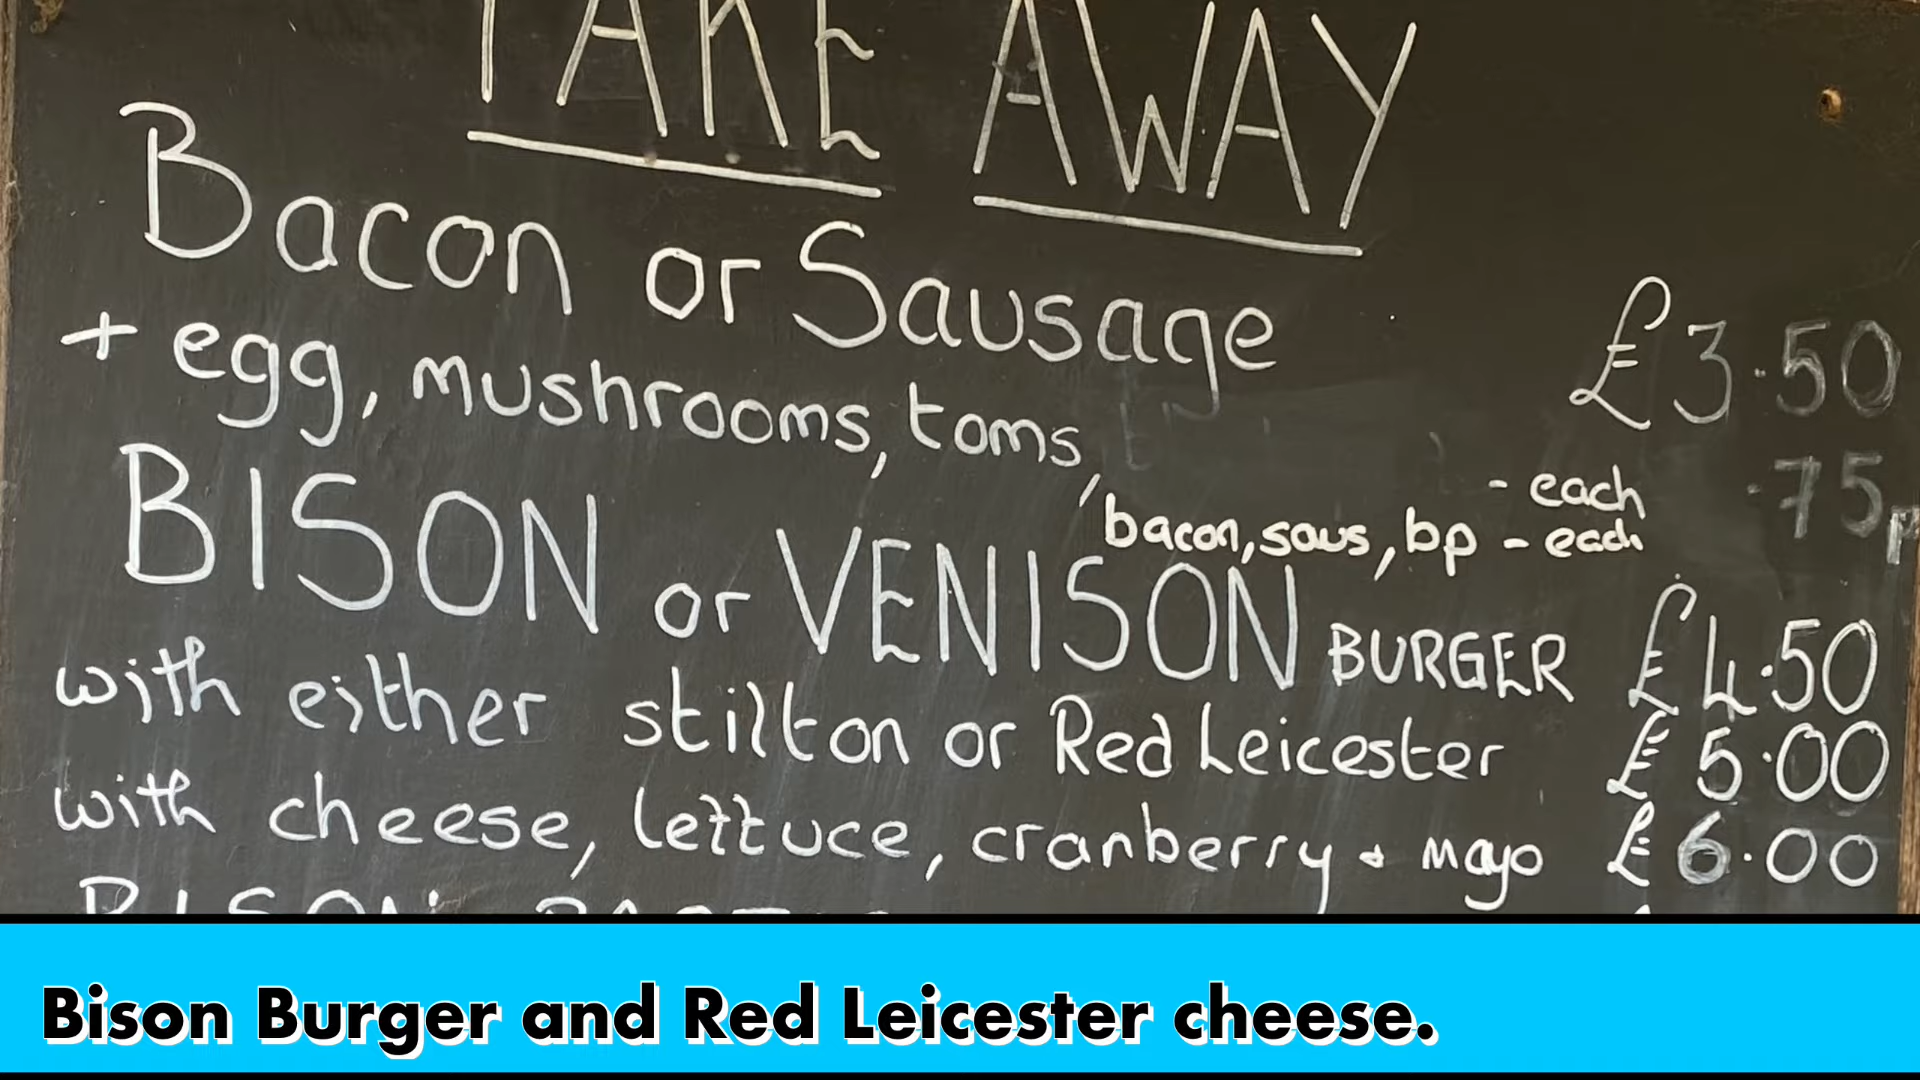 TAKE AWAY
Bacon or Sausage £3.50
+ egg, mushrooms, toms, - each .75p
bacon, saus, bp - each
BISON or VENISON BURGER £4.50
with either stilton or Red Leicester £5.00
with cheese, lettuce, cranberry + mayo £6.00
BISON
Bison Burger and Red Leicester cheese.